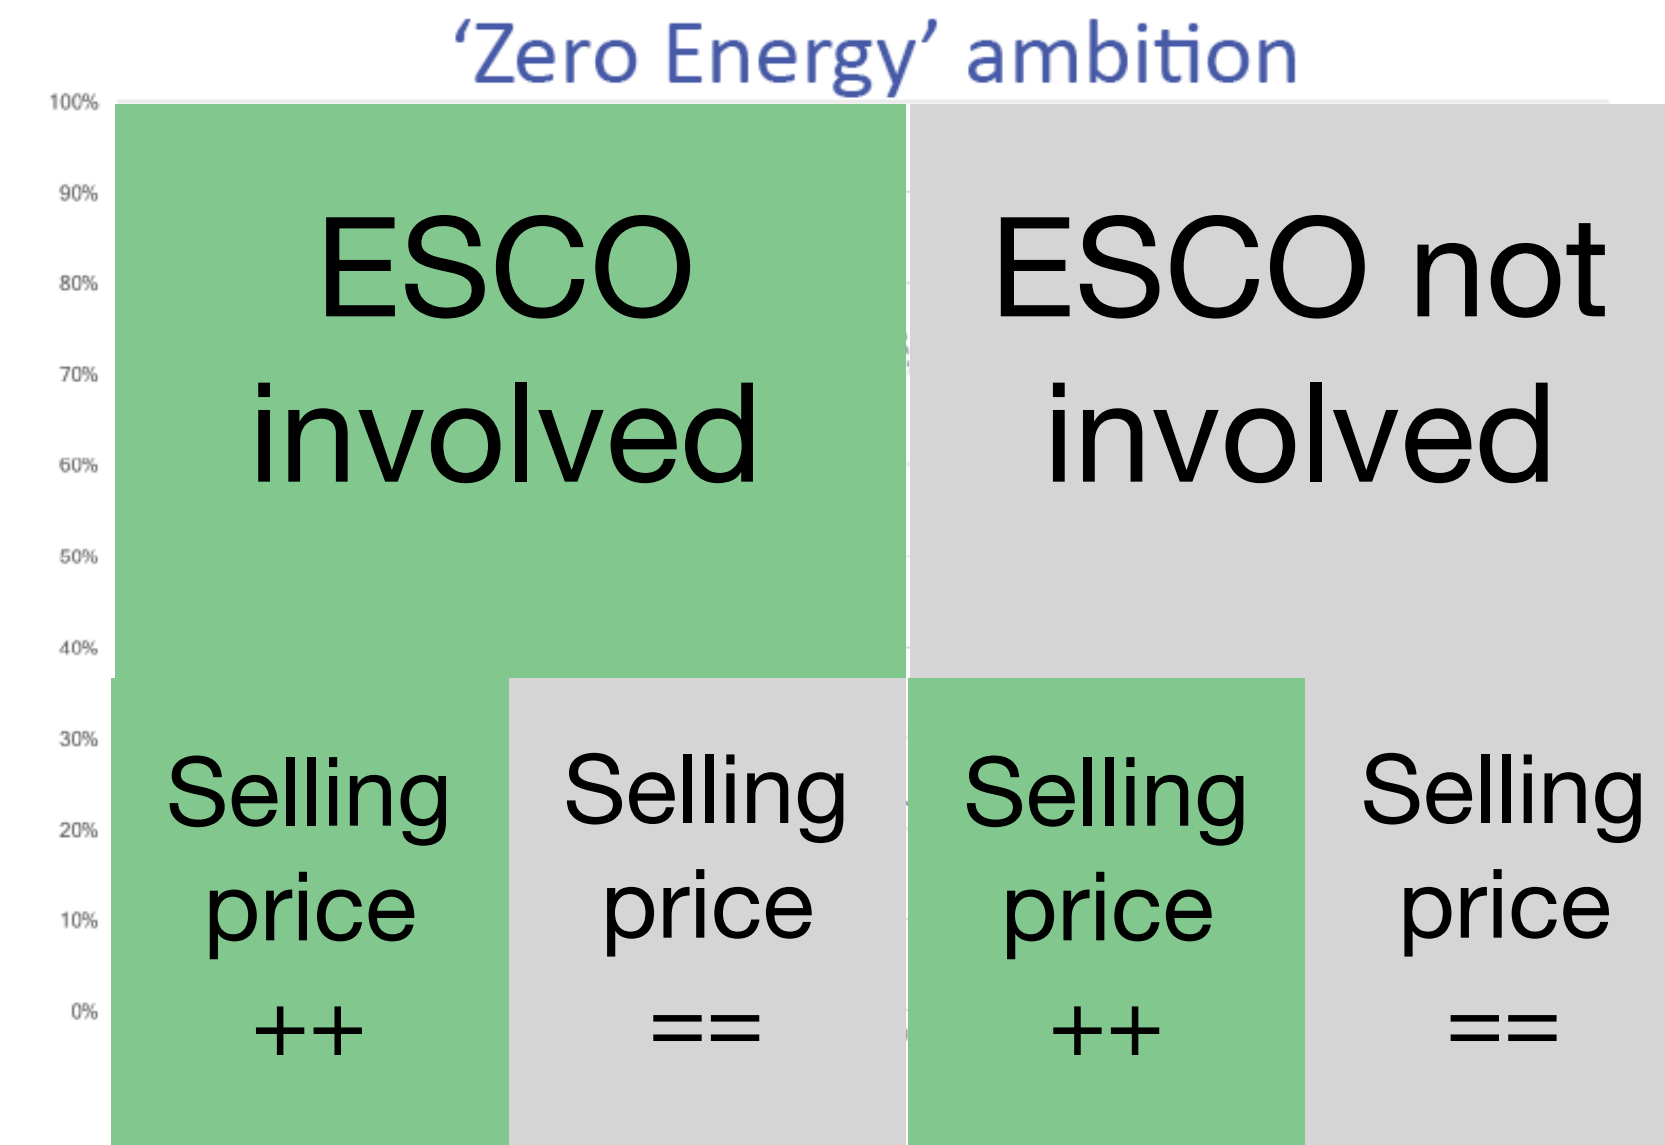 ‘Zero Energy’ ambition
100%
90%
80%
70%
60%
50%
40%
30%
20%
10%
0%
ESCO
involved
ESCO not
involved
Selling
price
++
Selling
price
==
Selling
price
++
Selling
price
==